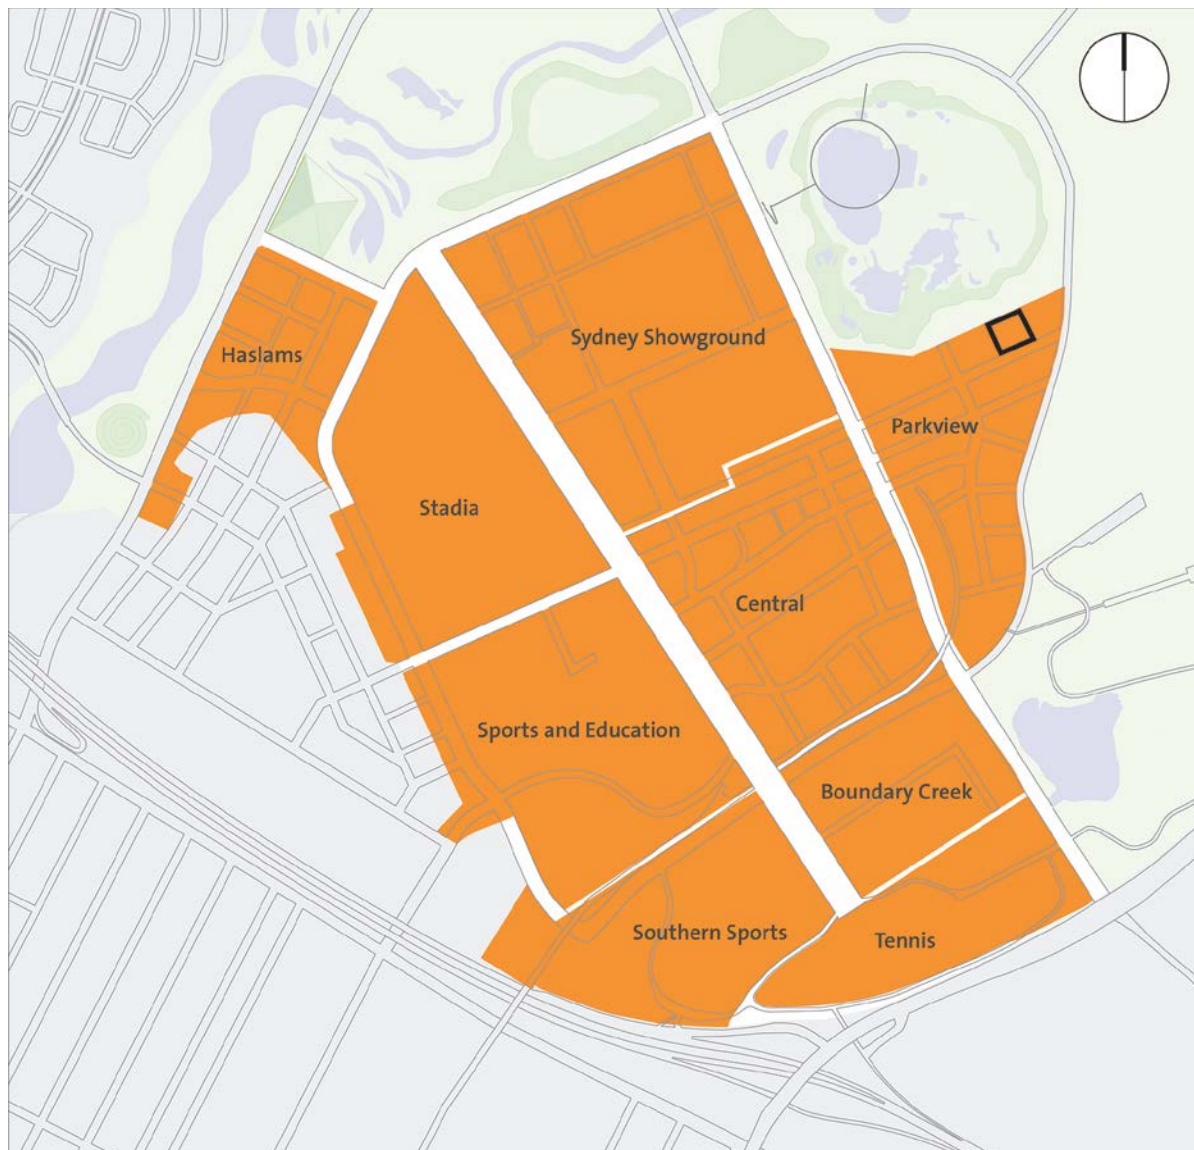 Sydney Showground
Haslams
Parkview
Stadia
Central
Sports and Education
Boundary Creek
Southern Sports
Tennis